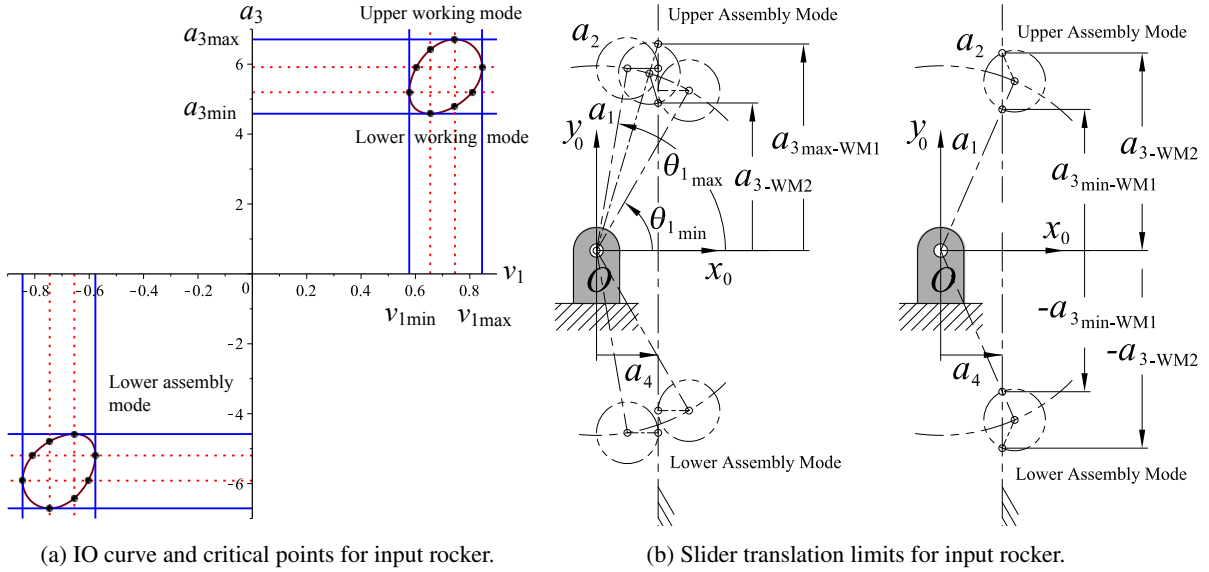 a3
Upper working mode
a3max
6
a3min
4
Lower working mode
2
-0.8
-0.6
0
0.2
0.4
0.6
0.8
v1
v1min
v1max
-2
Lower assembly
mode
-4
-6
(a) IO curve and critical points for input rocker.
Upper Assembly Mode
a2
a1
y0
θ1max
θ1min
a3max-WM1
a3-WM2
x0
O
a4
Lower Assembly Mode
Upper Assembly Mode
a2
y0
a1
a3-WM2
a3min-WM1
x0
O
-a3min-WM1
-a3-WM2
a4
Lower Assembly Mode
(b) Slider translation limits for input rocker.